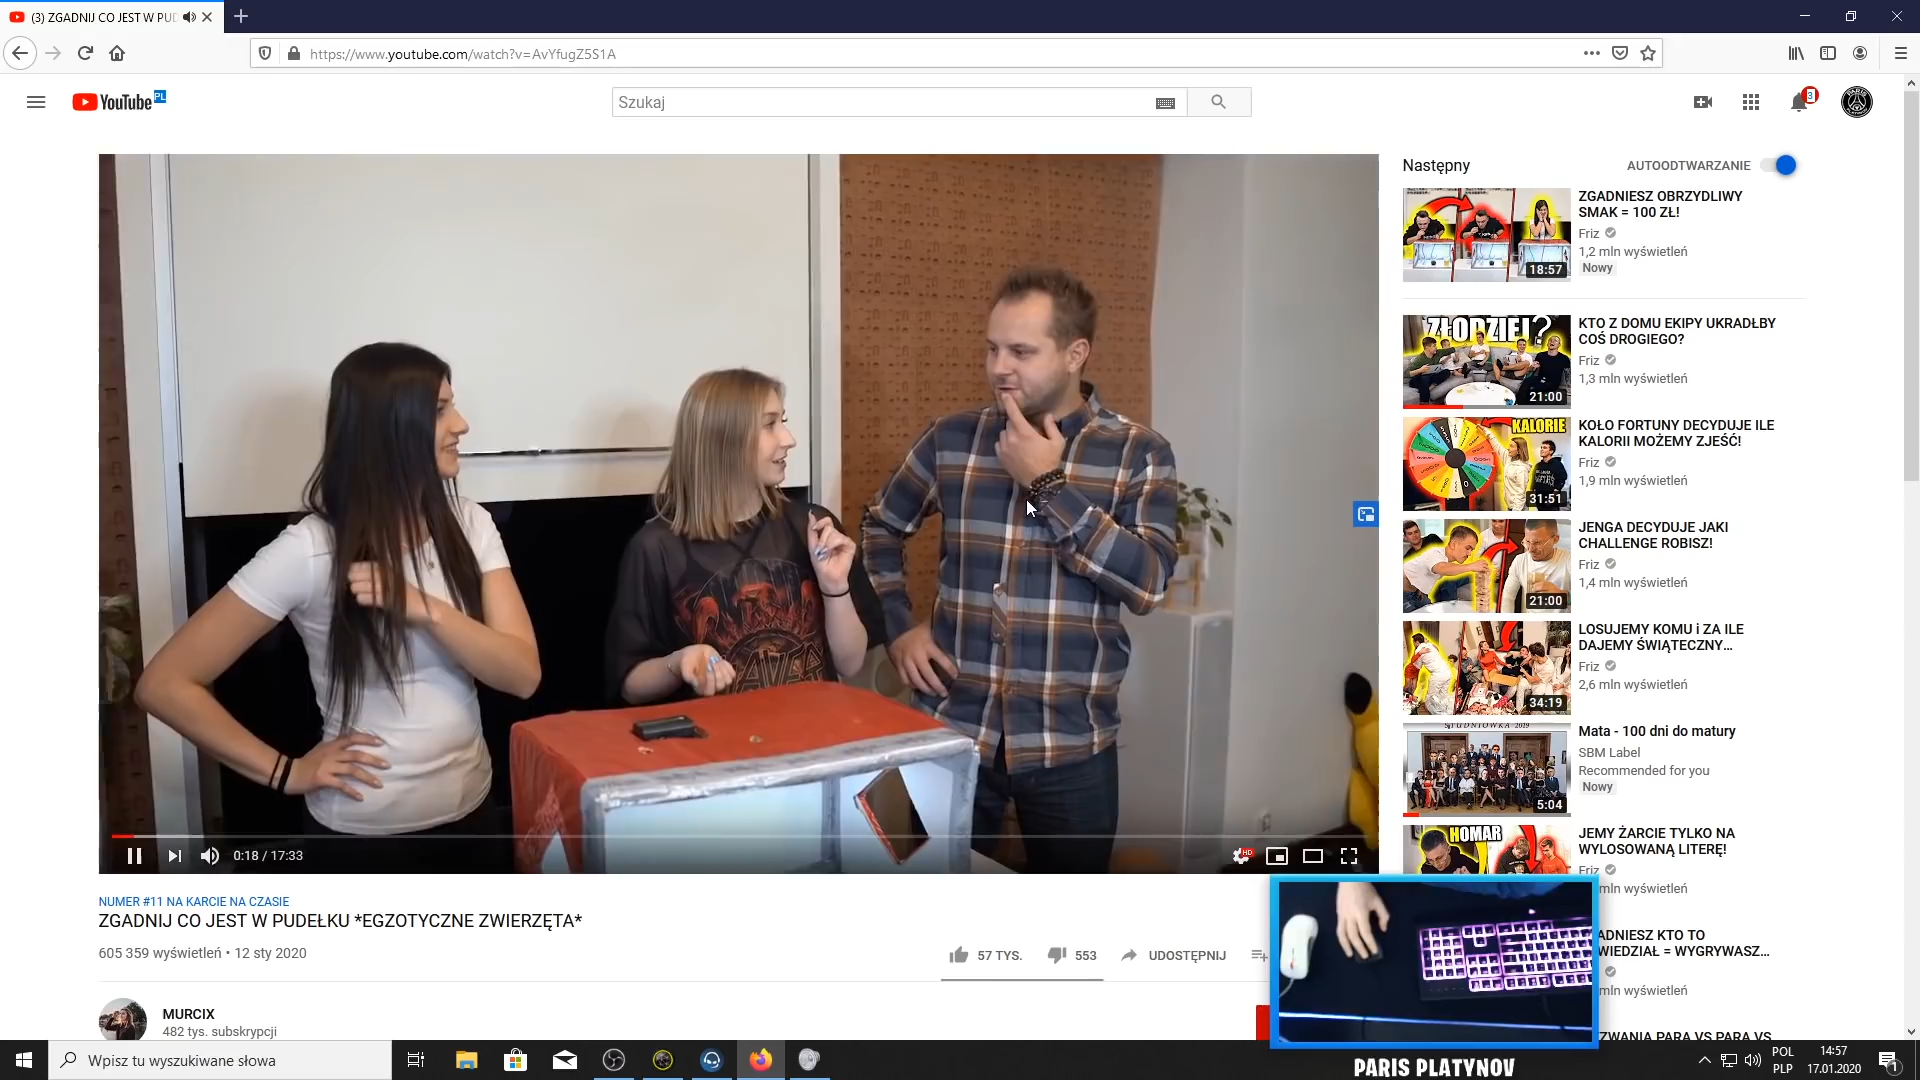 (3) ZGADNIJ CO JEST W PUD
https://www.youtube.com/watch?v=AvYfugZ5S1A
YouTube PL
Szukaj
3
Następny
AUTOODTWARZANIE
18:57
ZGADNIESZ OBRZYDLIWY
SMAK = 100 ZŁ!
Friz
1,2 mln wyświetleń
Nowy
ZŁODZIEJ?
21:00
KTO Z DOMU EKIPY UKRADŁBY
COŚ DROGIEGO?
Friz
1,3 mln wyświetleń
KALORIE
31:51
KOŁO FORTUNY DECYDUJE ILE
KALORII MOŻEMY ZJEŚĆ!
Friz
1,9 mln wyświetleń
21:00
JENGA DECYDUJE JAKI
CHALLENGE ROBISZ!
Friz
1,4 mln wyświetleń
34:19
LOSUJEMY KOMU i ZA ILE
DAJEMY ŚWIĄTECZNY...
Friz
2,6 mln wyświetleń
STUDNIÓWKA 2019
5:04
Mata - 100 dni do matury
SBM Label
Recommended for you
Nowy
HOMAR
JEMY ŻARCIE TYLKO NA
WYLOSOWANĄ LITERĘ!
Friz
mln wyświetleń
ADNIESZ KTO TO
WIEDZIAŁ = WYGRYWASZ...
mln wyświetleń
ZWANIA PARA VS PARA VS
0:18 / 17:33
HD
NUMER #11 NA KARCIE NA CZASIE
ZGADNIJ CO JEST W PUDEŁKU *EGZOTYCZNE ZWIERZĘTA*
605 359 wyświetleń • 12 sty 2020
57 TYS.
553
UDOSTĘPNIJ
MURCIX
482 tys. subskrypcji
PARIS PLATYNOV
Wpisz tu wyszukiwane słowa
POL
PLP
14:57
17.01.2020
1